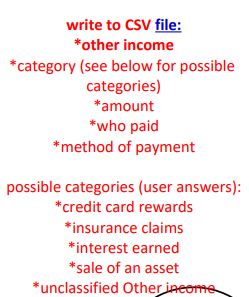 write to CSV file:
*other income
*category (see below for possible
categories)
*amount
*who paid
*method of payment
possible categories (user answers):
*credit card rewards
*insurance claims
*interest earned
*sale of an asset
*unclassified Other income